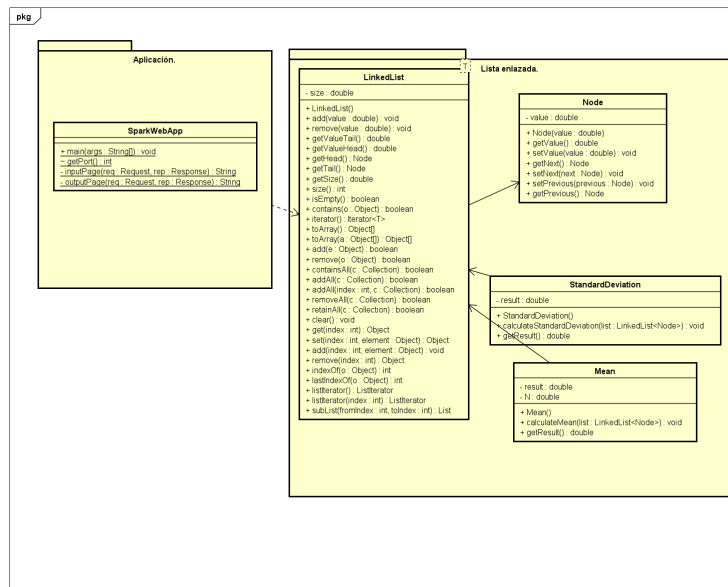 pkg
Aplicación.
SparkWebApp
+ main(args : String[]) : void
~ getPort() : int
- inputPage(req : Request, rep : Response) : String
- outputPage(req : Request, rep : Response) : String
Lista enlazada.
T
LinkedList
- size : double
+ LinkedList()
+ add(value : double) : void
+ remove(value : double) : void
+ getValueTail() : double
+ getValueHead() : double
+ getHead() : Node
+ getTail() : Node
+ getSize() : double
+ size() : int
+ isEmpty() : boolean
+ contains(o : Object) : boolean
+ iterator() : Iterator<T>
+ toArray() : Object[]
+ toArray(a : Object[]) : Object[]
+ add(e : Object) : boolean
+ remove(o : Object) : boolean
+ containsAll(c : Collection) : boolean
+ addAll(c : Collection) : boolean
+ addAll(index : int, c : Collection) : boolean
+ removeAll(c : Collection) : boolean
+ retainAll(c : Collection) : boolean
+ clear() : void
+ get(index : int) : Object
+ set(index : int, element : Object) : Object
+ add(index : int, element : Object) : void
+ remove(index : int) : Object
+ indexOf(o : Object) : int
+ lastIndexOf(o : Object) : int
+ listIterator() : ListIterator
+ listIterator(index : int) : ListIterator
+ subList(fromIndex : int, toIndex : int) : List
Node
- value : double
+ Node(value : double)
+ getValue() : double
+ setValue(value : double) : void
+ getNext() : Node
+ setNext(next : Node) : void
+ setPrevious(previous : Node) : void
+ getPrevious() : Node
StandardDeviation
- result : double
+ StandardDeviation()
+ calculateStandardDeviation(list : LinkedList<Node>) : void
+ getResult() : double
Mean
- result : double
- N : double
+ Mean()
+ calculateMean(list : LinkedList<Node>) : void
+ getResult() : double